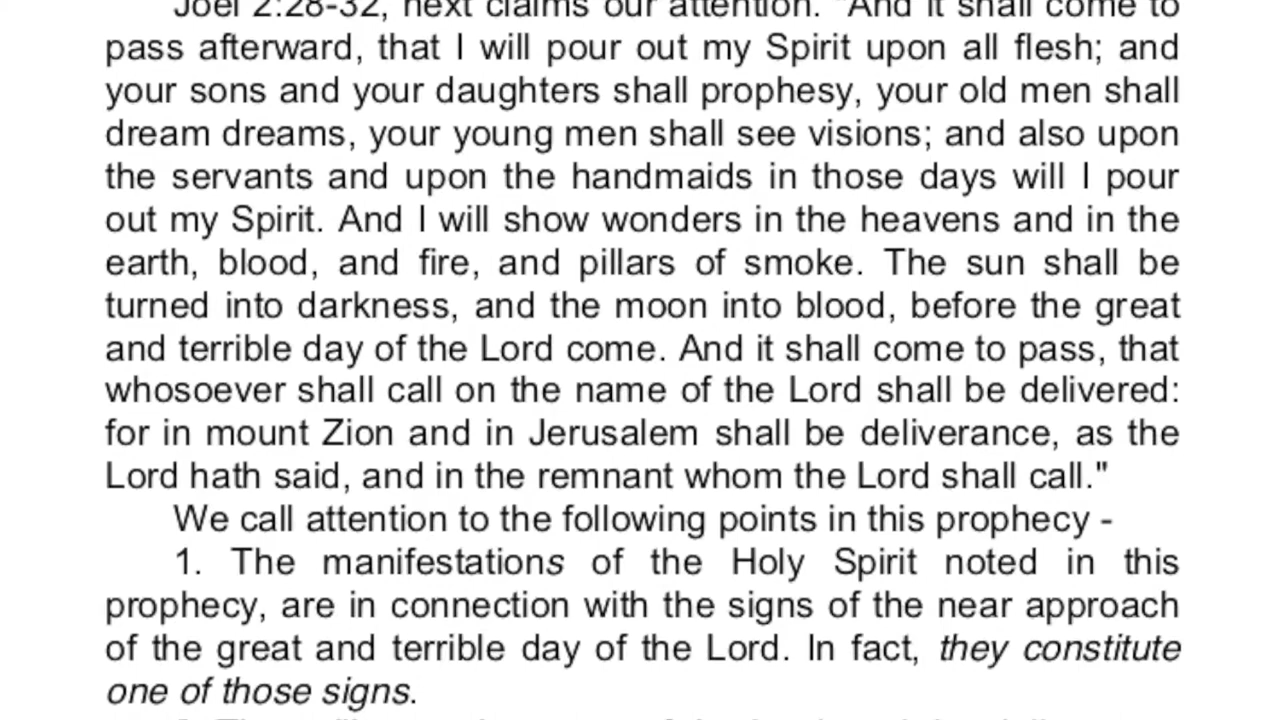 Joel 2:28-32, next claims our attention. "And it shall come to
pass afterward, that I will pour out my Spirit upon all flesh; and
your sons and your daughters shall prophesy, your old men shall
dream dreams, your young men shall see visions; and also upon
the servants and upon the handmaids in those days will I pour
out my Spirit. And I will show wonders in the heavens and in the
earth, blood, and fire, and pillars of smoke. The sun shall be
turned into darkness, and the moon into blood, before the great
and terrible day of the Lord come. And it shall come to pass, that
whosoever shall call on the name of the Lord shall be delivered:
for in mount Zion and in Jerusalem shall be deliverance, as the
Lord hath said, and in the remnant whom the Lord shall call."
We call attention to the following points in this prophecy -
1. The manifestations of the Holy Spirit noted in this
prophecy, are in connection with the signs of the near approach
of the great and terrible day of the Lord. In fact, they constitute
one of those signs.